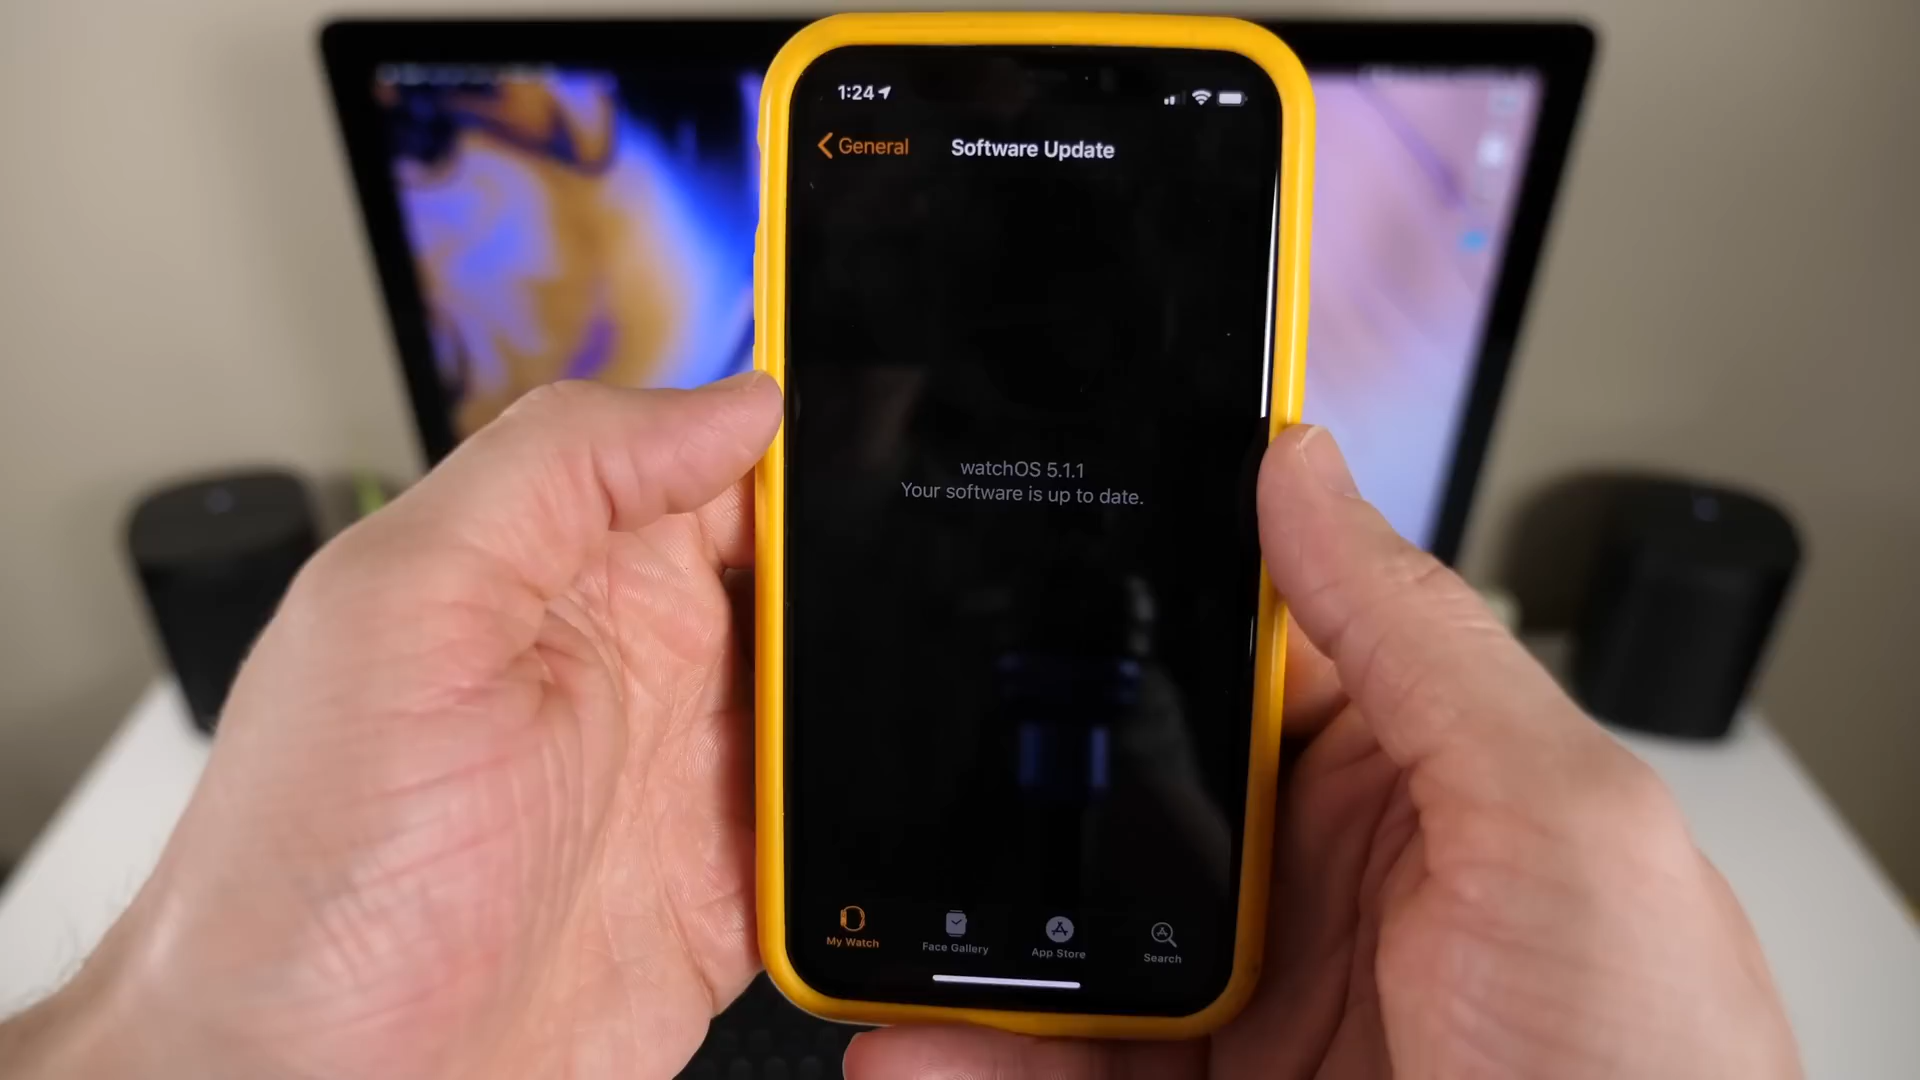 1:24
General
Software Update
watchOS 5.1.1
Your software is up to date.
My Watch
Face Gallery
App Store
Search